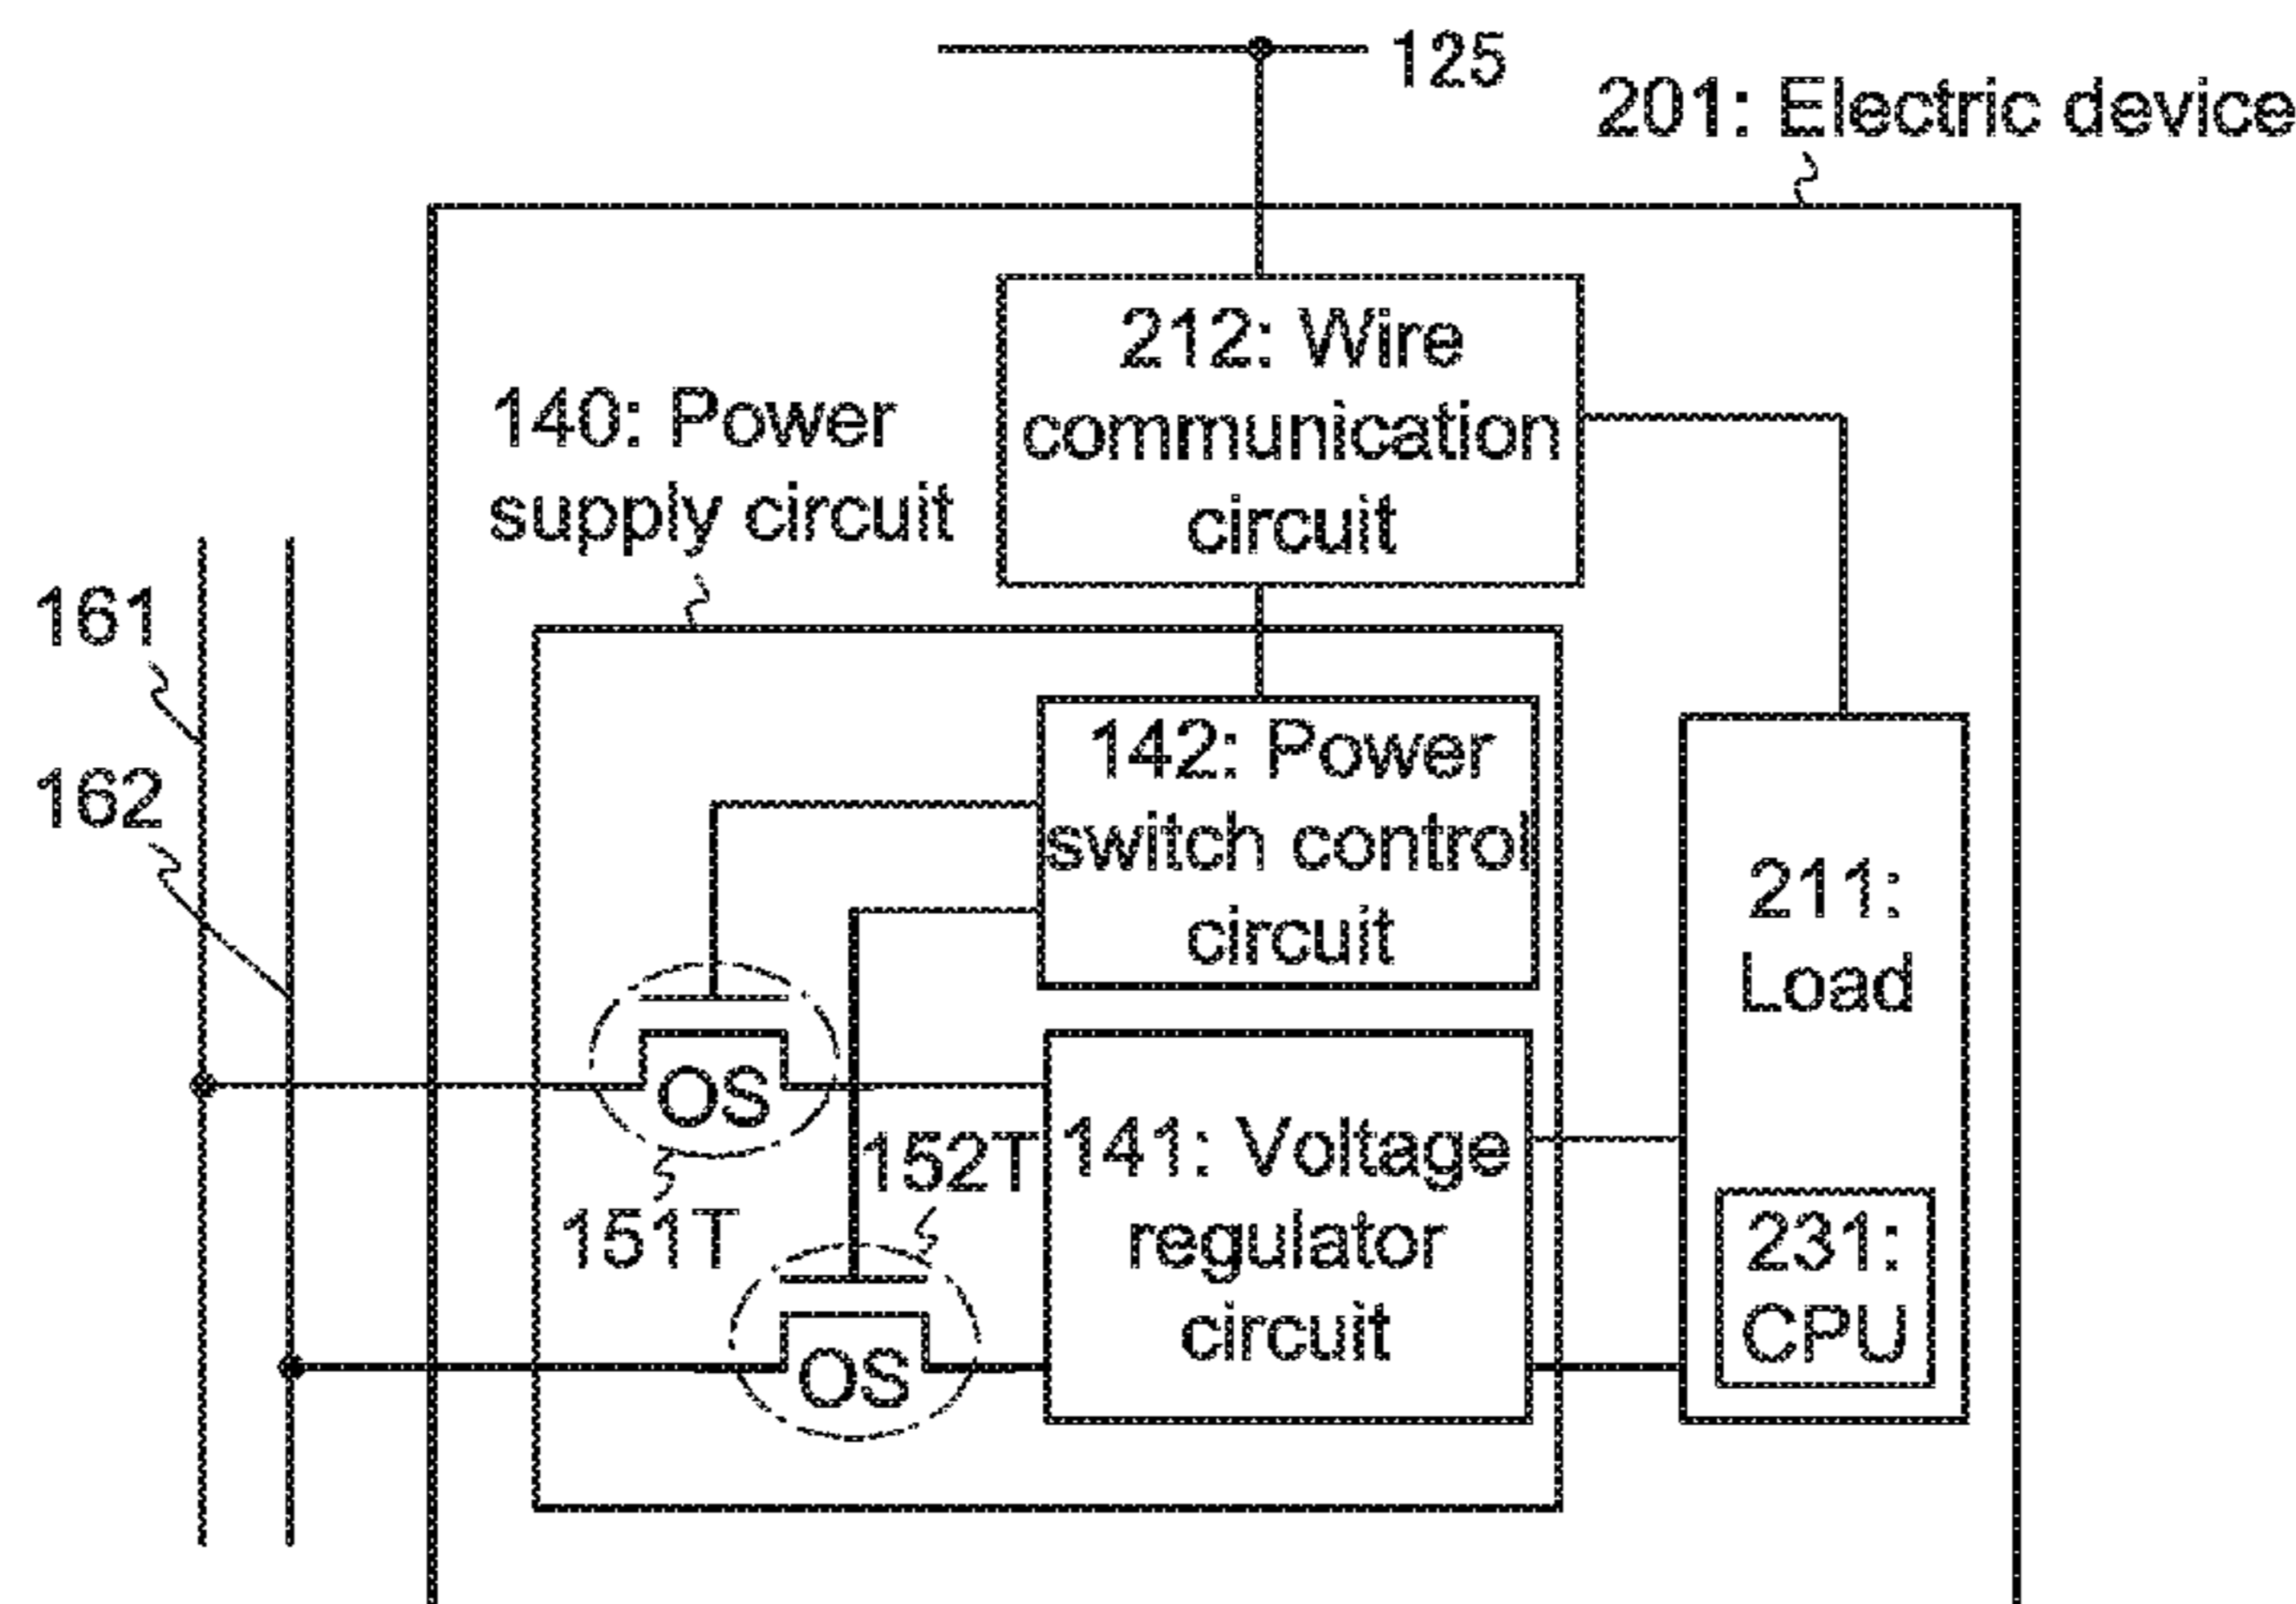 125
201: Electric device
212: Wire
communication
circuit
140: Power
supply circuit
161
162
142: Power
switch control
circuit
211:
Load
OS
151T
152T
141: Voltage
regulator
circuit
231:
CPU
OS